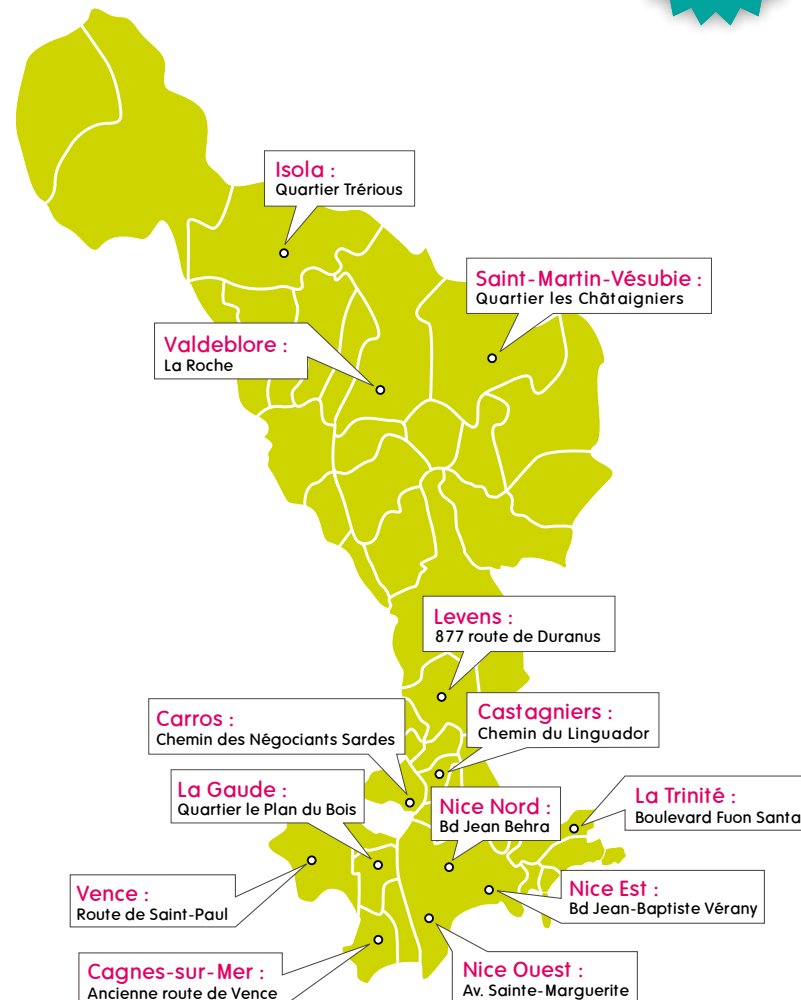 Isola :
Quartier Trérious
Saint-Martin-Vésubie :
Quartier les Châtaigniers
Valdeblore :
La Roche
Levens :
877 route de Duranus
Carros :
Chemin des Négociants Sardes
Castagniers :
Chemin du Linguador
La Gaude :
Quartier le Plan du Bois
Nice Nord :
Bd Jean Behra
La Trinité :
Boulevard Fuon Santa
Vence :
Route de Saint-Paul
Nice Est :
Bd Jean-Baptiste Vérany
Cagnes-sur-Mer :
Ancienne route de Vence
Nice Ouest :
Av. Sainte-Marguerite